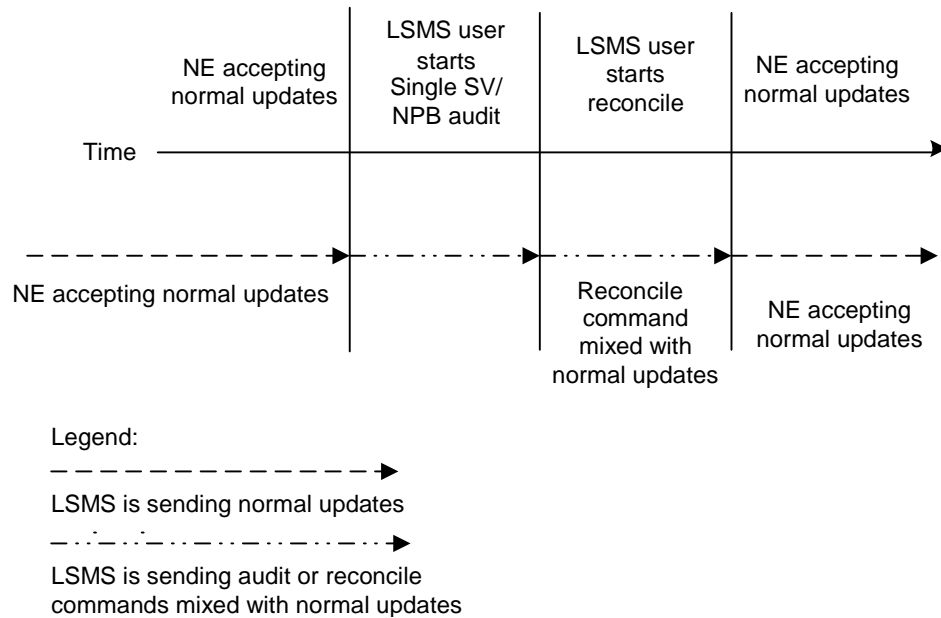 NE accepting
normal updates
LSMS user
starts
Single SV/
NPB audit
LSMS user
starts
reconcile
NE accepting
normal updates
Time
NE accepting normal updates
Reconcile
command
mixed with
normal updates
NE accepting
normal updates
Legend:
LSMS is sending normal updates
LSMS is sending audit or reconcile
commands mixed with normal updates